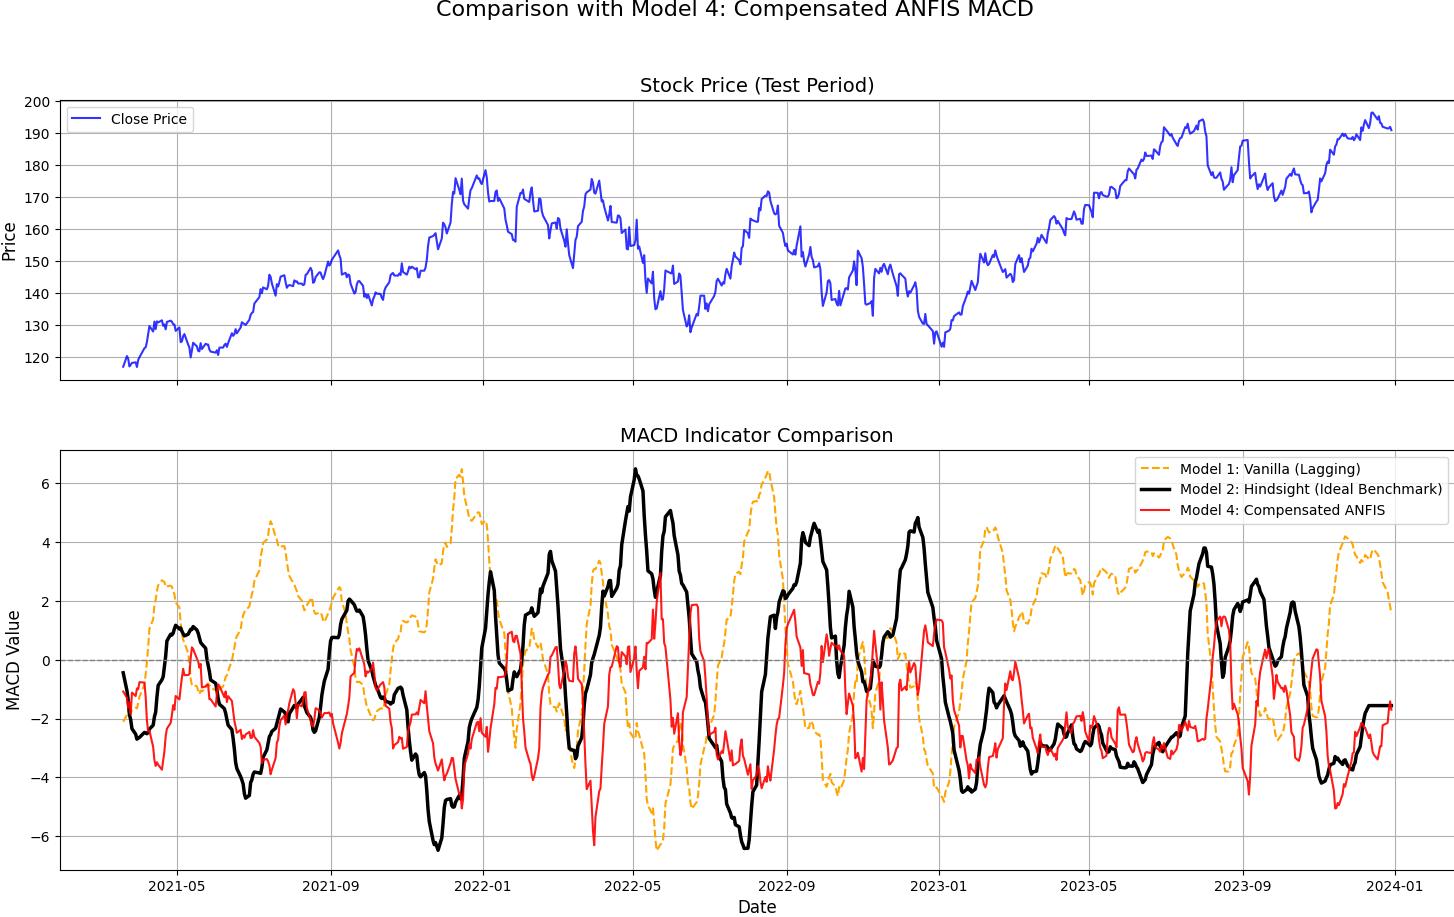 Comparison with Model 4: Compensated ANFIS MACD
Stock Price (Test Period)
200
190
180
170
160
150
140
130
120
Price
Close Price
MACD Indicator Comparison
6
4
2
0
−2
−4
−6
MACD Value
Model 1: Vanilla (Lagging)
Model 2: Hindsight (Ideal Benchmark)
Model 4: Compensated ANFIS
2021-05 2021-09 2022-01 2022-05 2022-09 2023-01 2023-05 2023-09 2024-01
Date